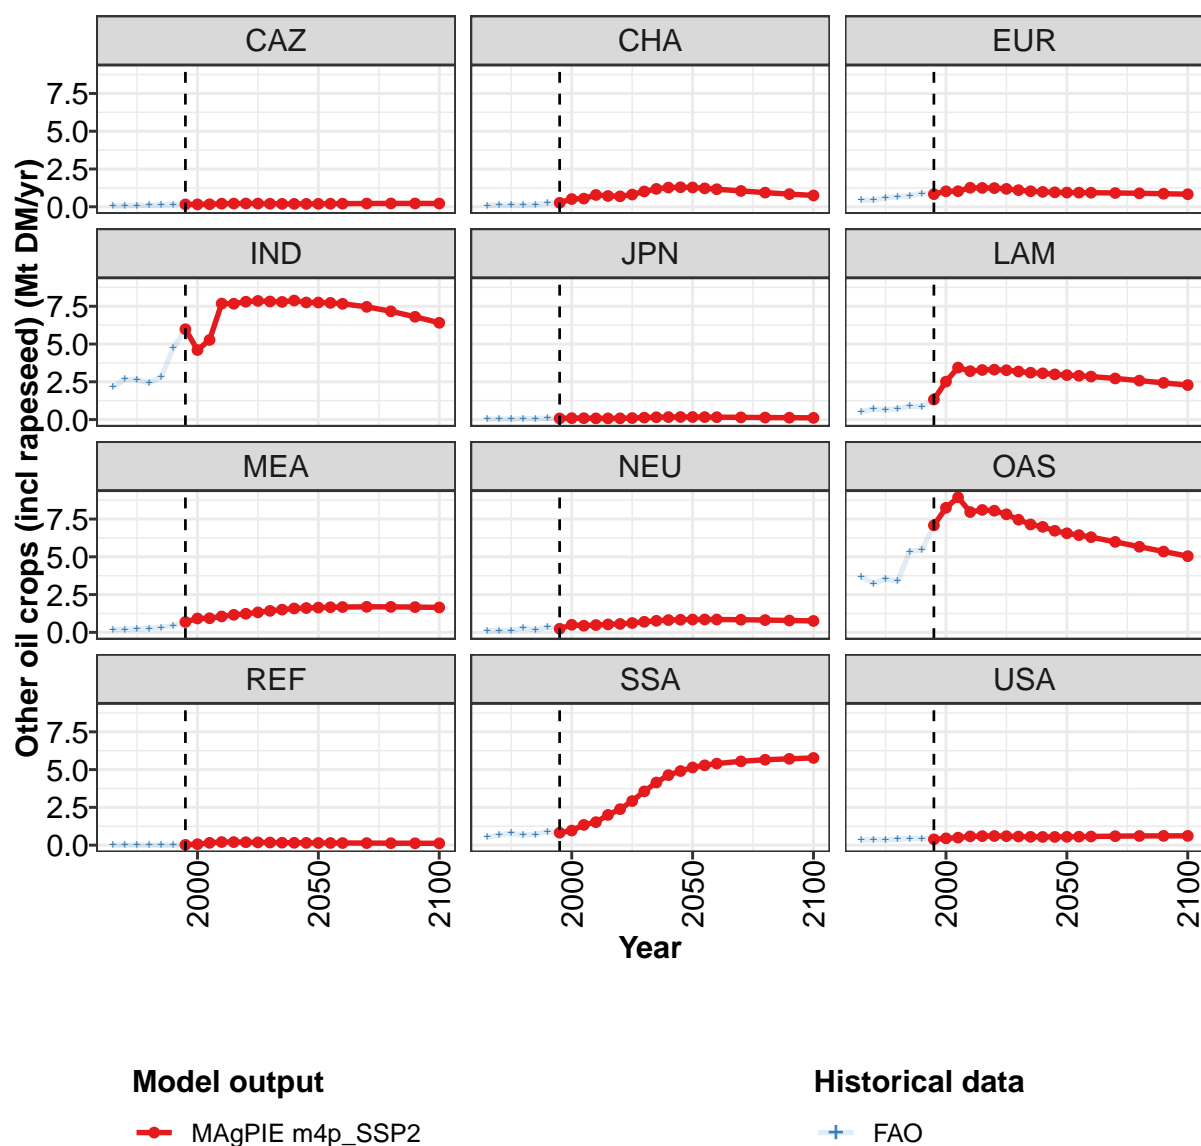 CAZ CHA EUR
7.5
5.0
2.5
0.0
IND JPN LAM
7.5
5.0
2.5
0.0
MEA NEU OAS
7.5
5.0
2.5
0.0
REF SSA USA
7.5
5.0
2.5
0.0
Other oil crops (incl rapeseed) (Mt DM/yr)
2000 2050 2100 2000 2050 2100 2000 2050 2100
Year
Model output Historical data
MAgPIE m4p_SSP2 FAO